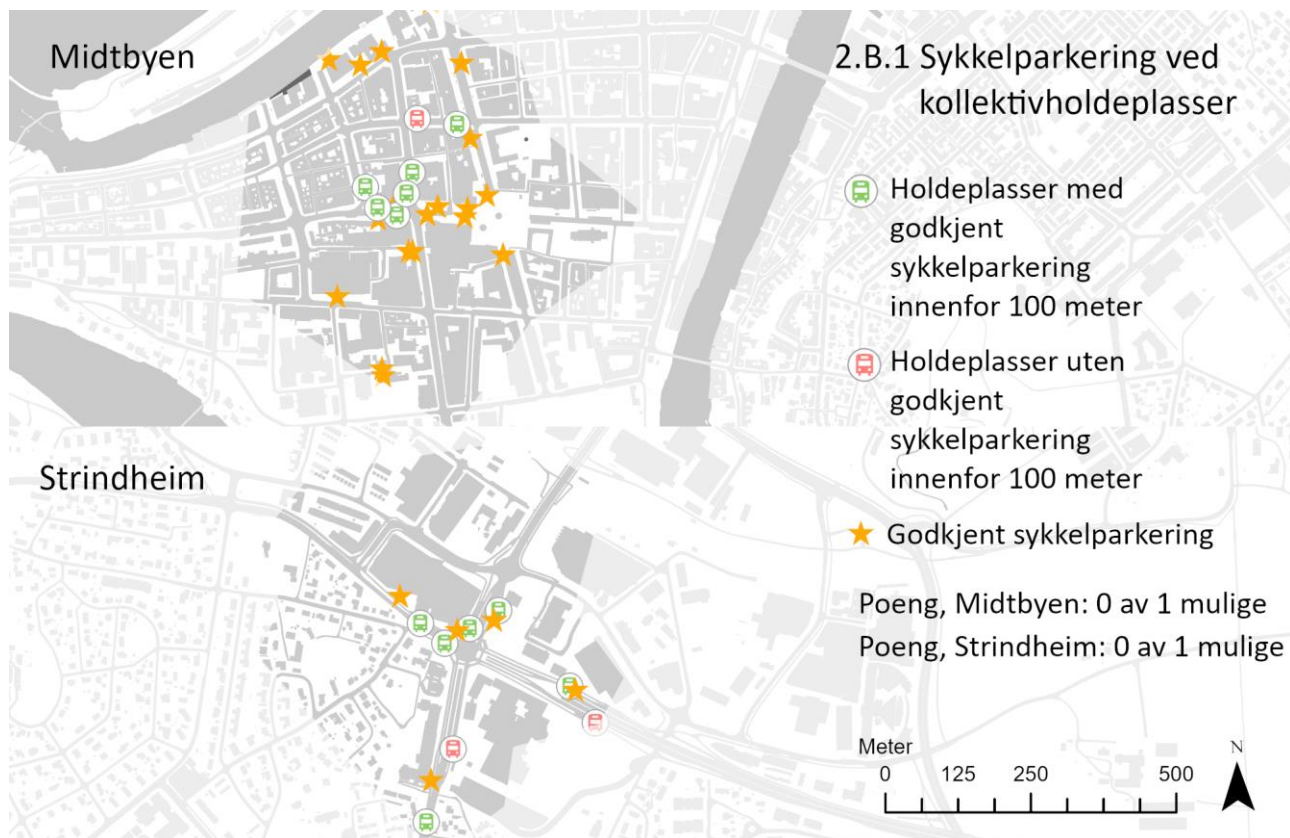 Midtbyen
2.B.1 Sykkelparkering ved
kollektivholdeplasser
Holdeplasser med
godkjent
sykkelparkering
innenfor 100 meter
Holdeplasser uten
godkjent
sykkelparkering
innenfor 100 meter
Strindheim
Godkjent sykkelparkering
Poeng, Midtbyen: 0 av 1 mulige
Poeng, Strindheim: 0 av 1 mulige
Meter
0 125 250 500
N